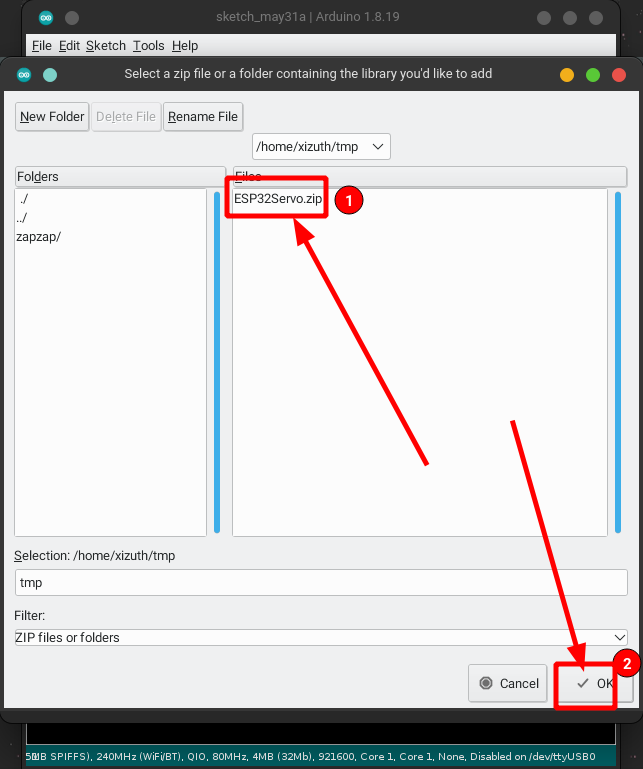 sketch_may31a | Arduino 1.8.19
File Edit Sketch Tools Help
Select a zip file or a folder containing the library you'd like to add
New Folder Delete File Rename File
/home/xizuth/tmp
Folders Files
./
../
zapzap/
ESP32Servo.zip
1
Selection: /home/xizuth/tmp
tmp
Filter:
ZIP files or folders
2
Cancel OK
SPIFFS), 240MHz (WiFi/BT), QIO, 80MHz, 4MB (32Mb), 921600, Core 1, Core 1, None, Disabled on /dev/ttyUSB0